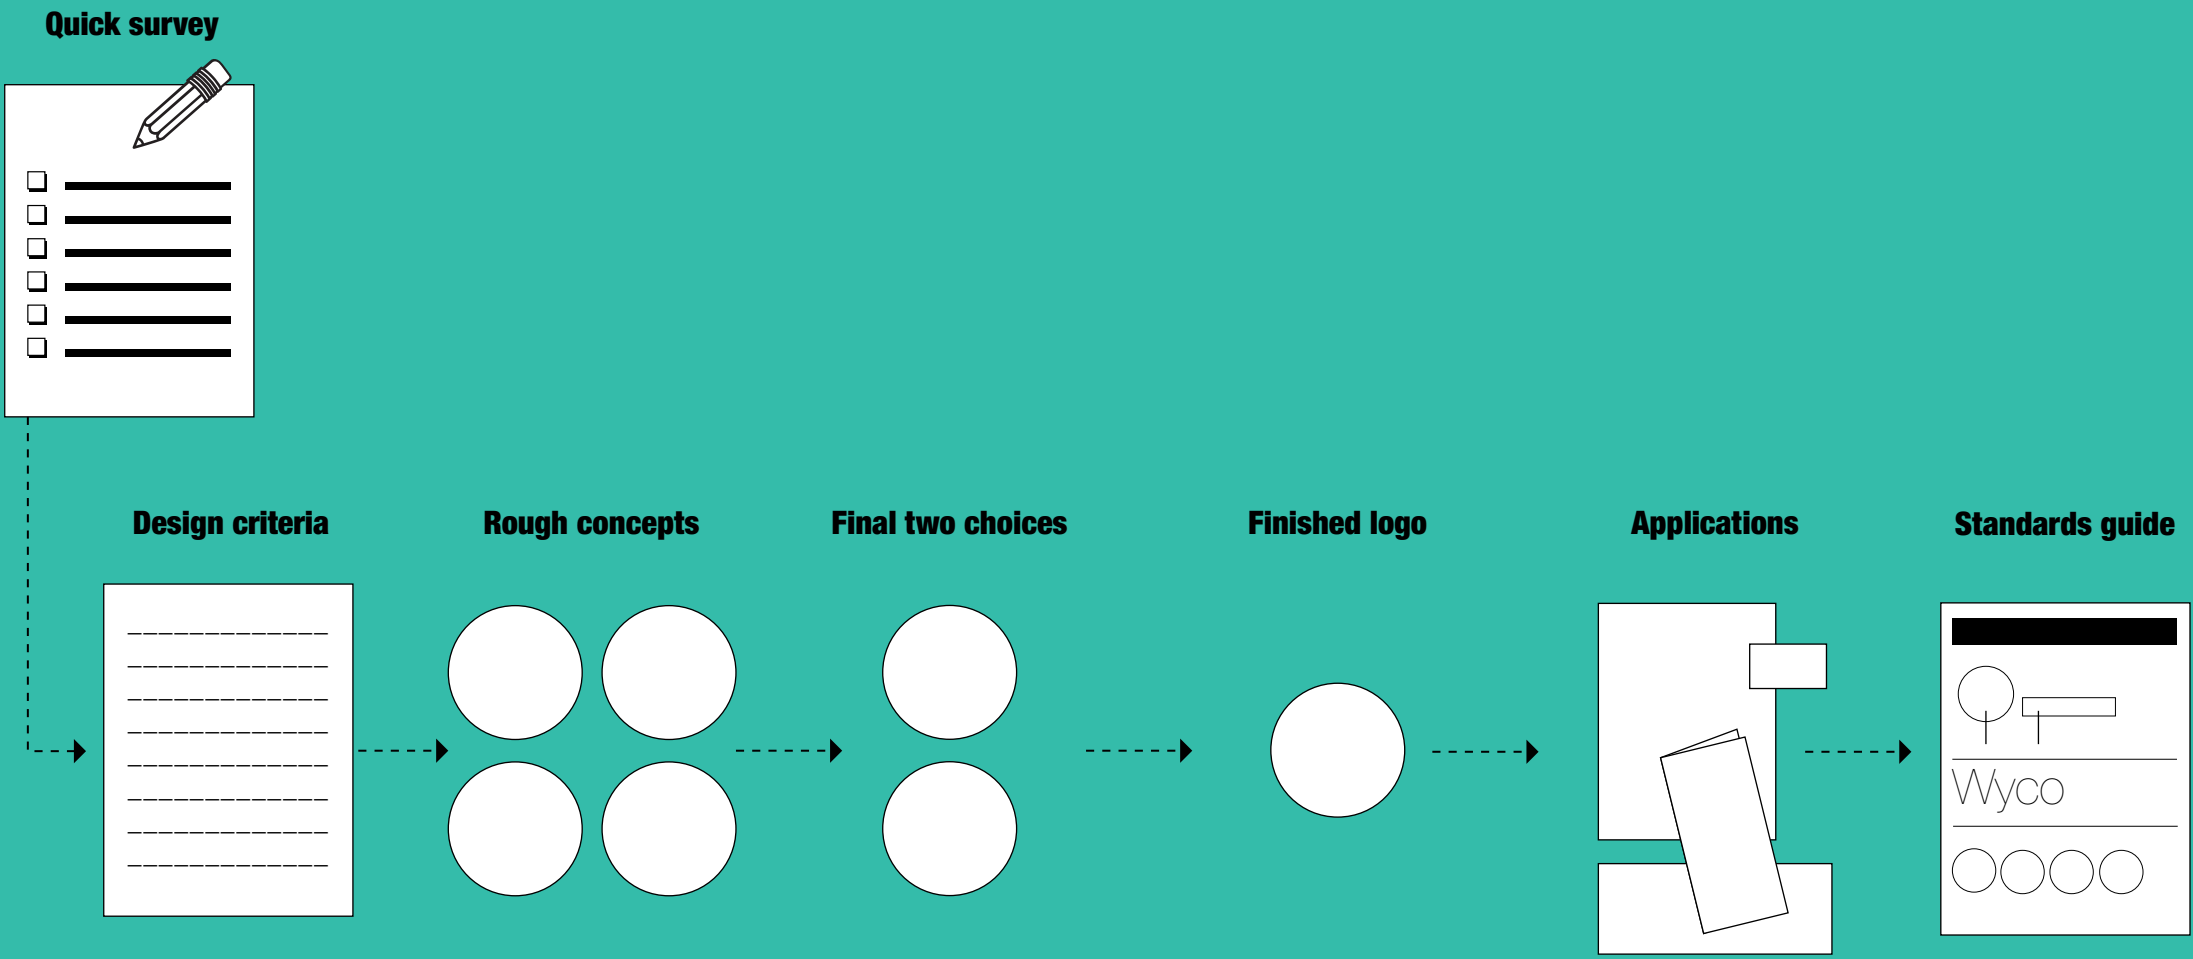 Quick survey
Design criteria
Rough concepts
Final two choices
Finished logo
Applications
Standards guide
Wyco